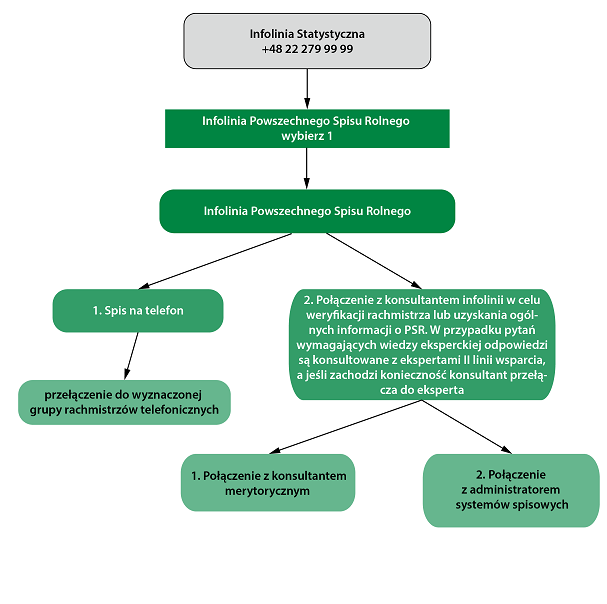 Infolinia Statystyczna
+48 22 279 99 99
Infolinia Powszechnego Spisu Rolnego
wybierz 1
Infolinia Powszechnego Spisu Rolnego
1. Spis na telefon
2. Połączenie z konsultantem infolinii w celu
weryfikacji rachmistrza lub uzyskania ogól-
nych informacji o PSR. W przypadku pytań
wymagających wiedzy eksperckiej odpowiedzi
są konsultowane z ekspertami II linii wsparcia,
a jeśli zachodzi konieczność konsultant przełą-
cza do eksperta
przełączenie do wyznaczonej
grupy rachmistrzów telefonicznych
1. Połączenie z konsultantem
merytorycznym
2. Połączenie
z administratorem
systemów spisowych